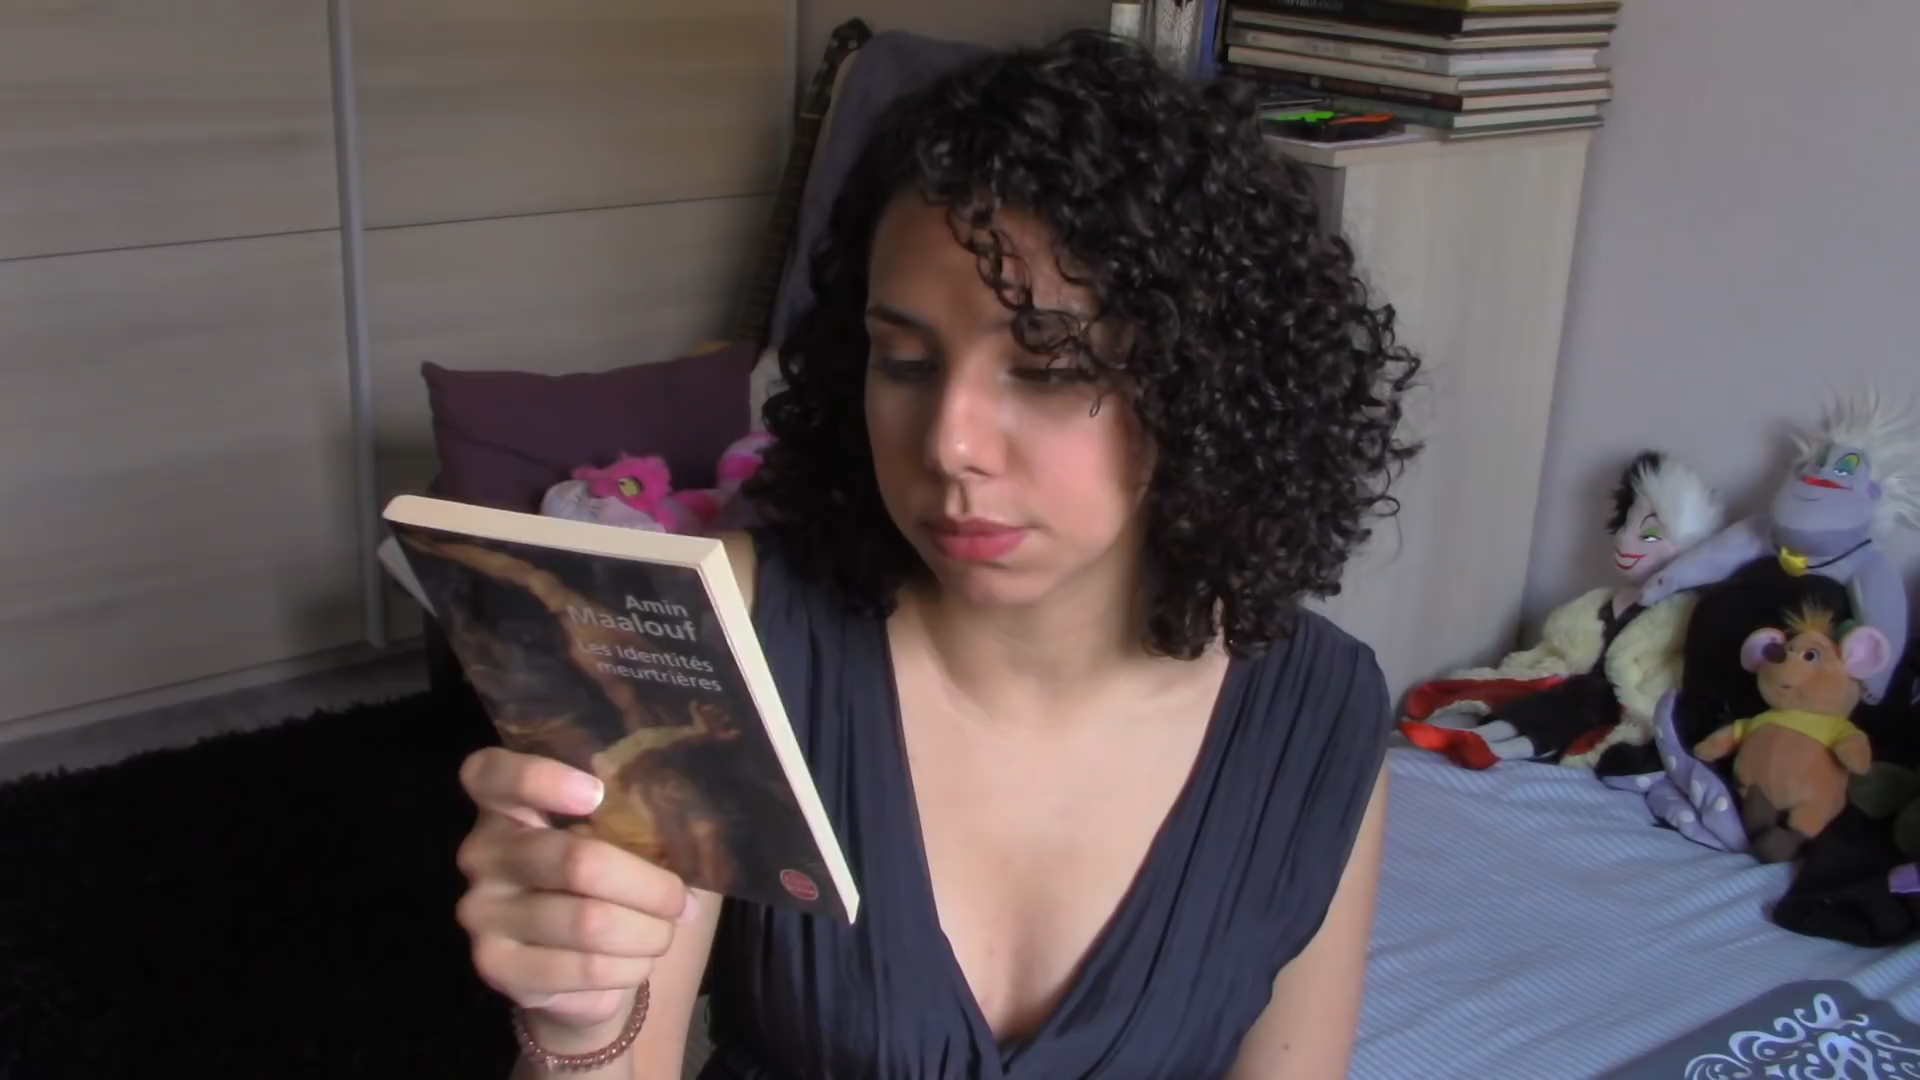 Amin
Maalouf
Les identités
meurtrières